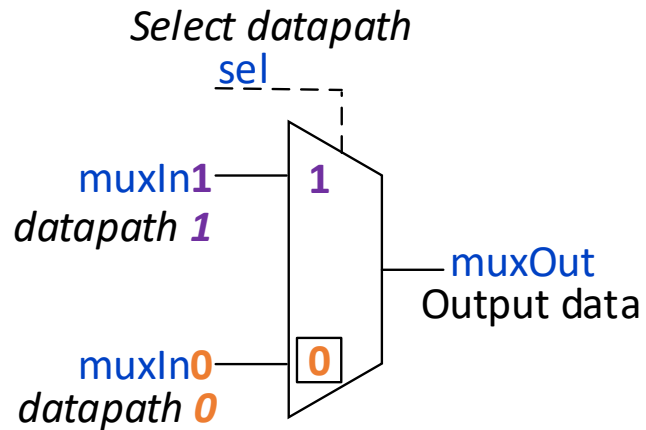 Select datapath
sel
muxIn1
1
datapath 1
muxOut
Output data
muxIn0
0
datapath 0